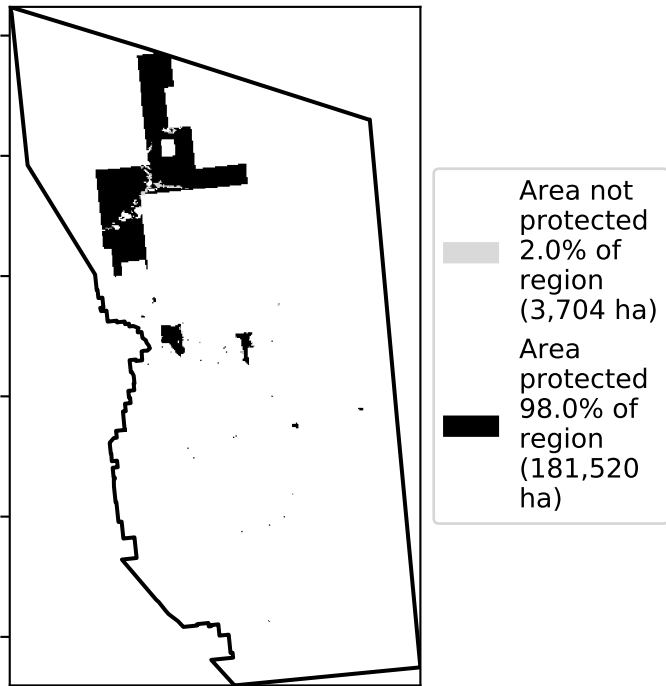 Area not
protected
2.0% of
region
(3,704 ha)
Area
protected
98.0% of
region
(181,520
ha)